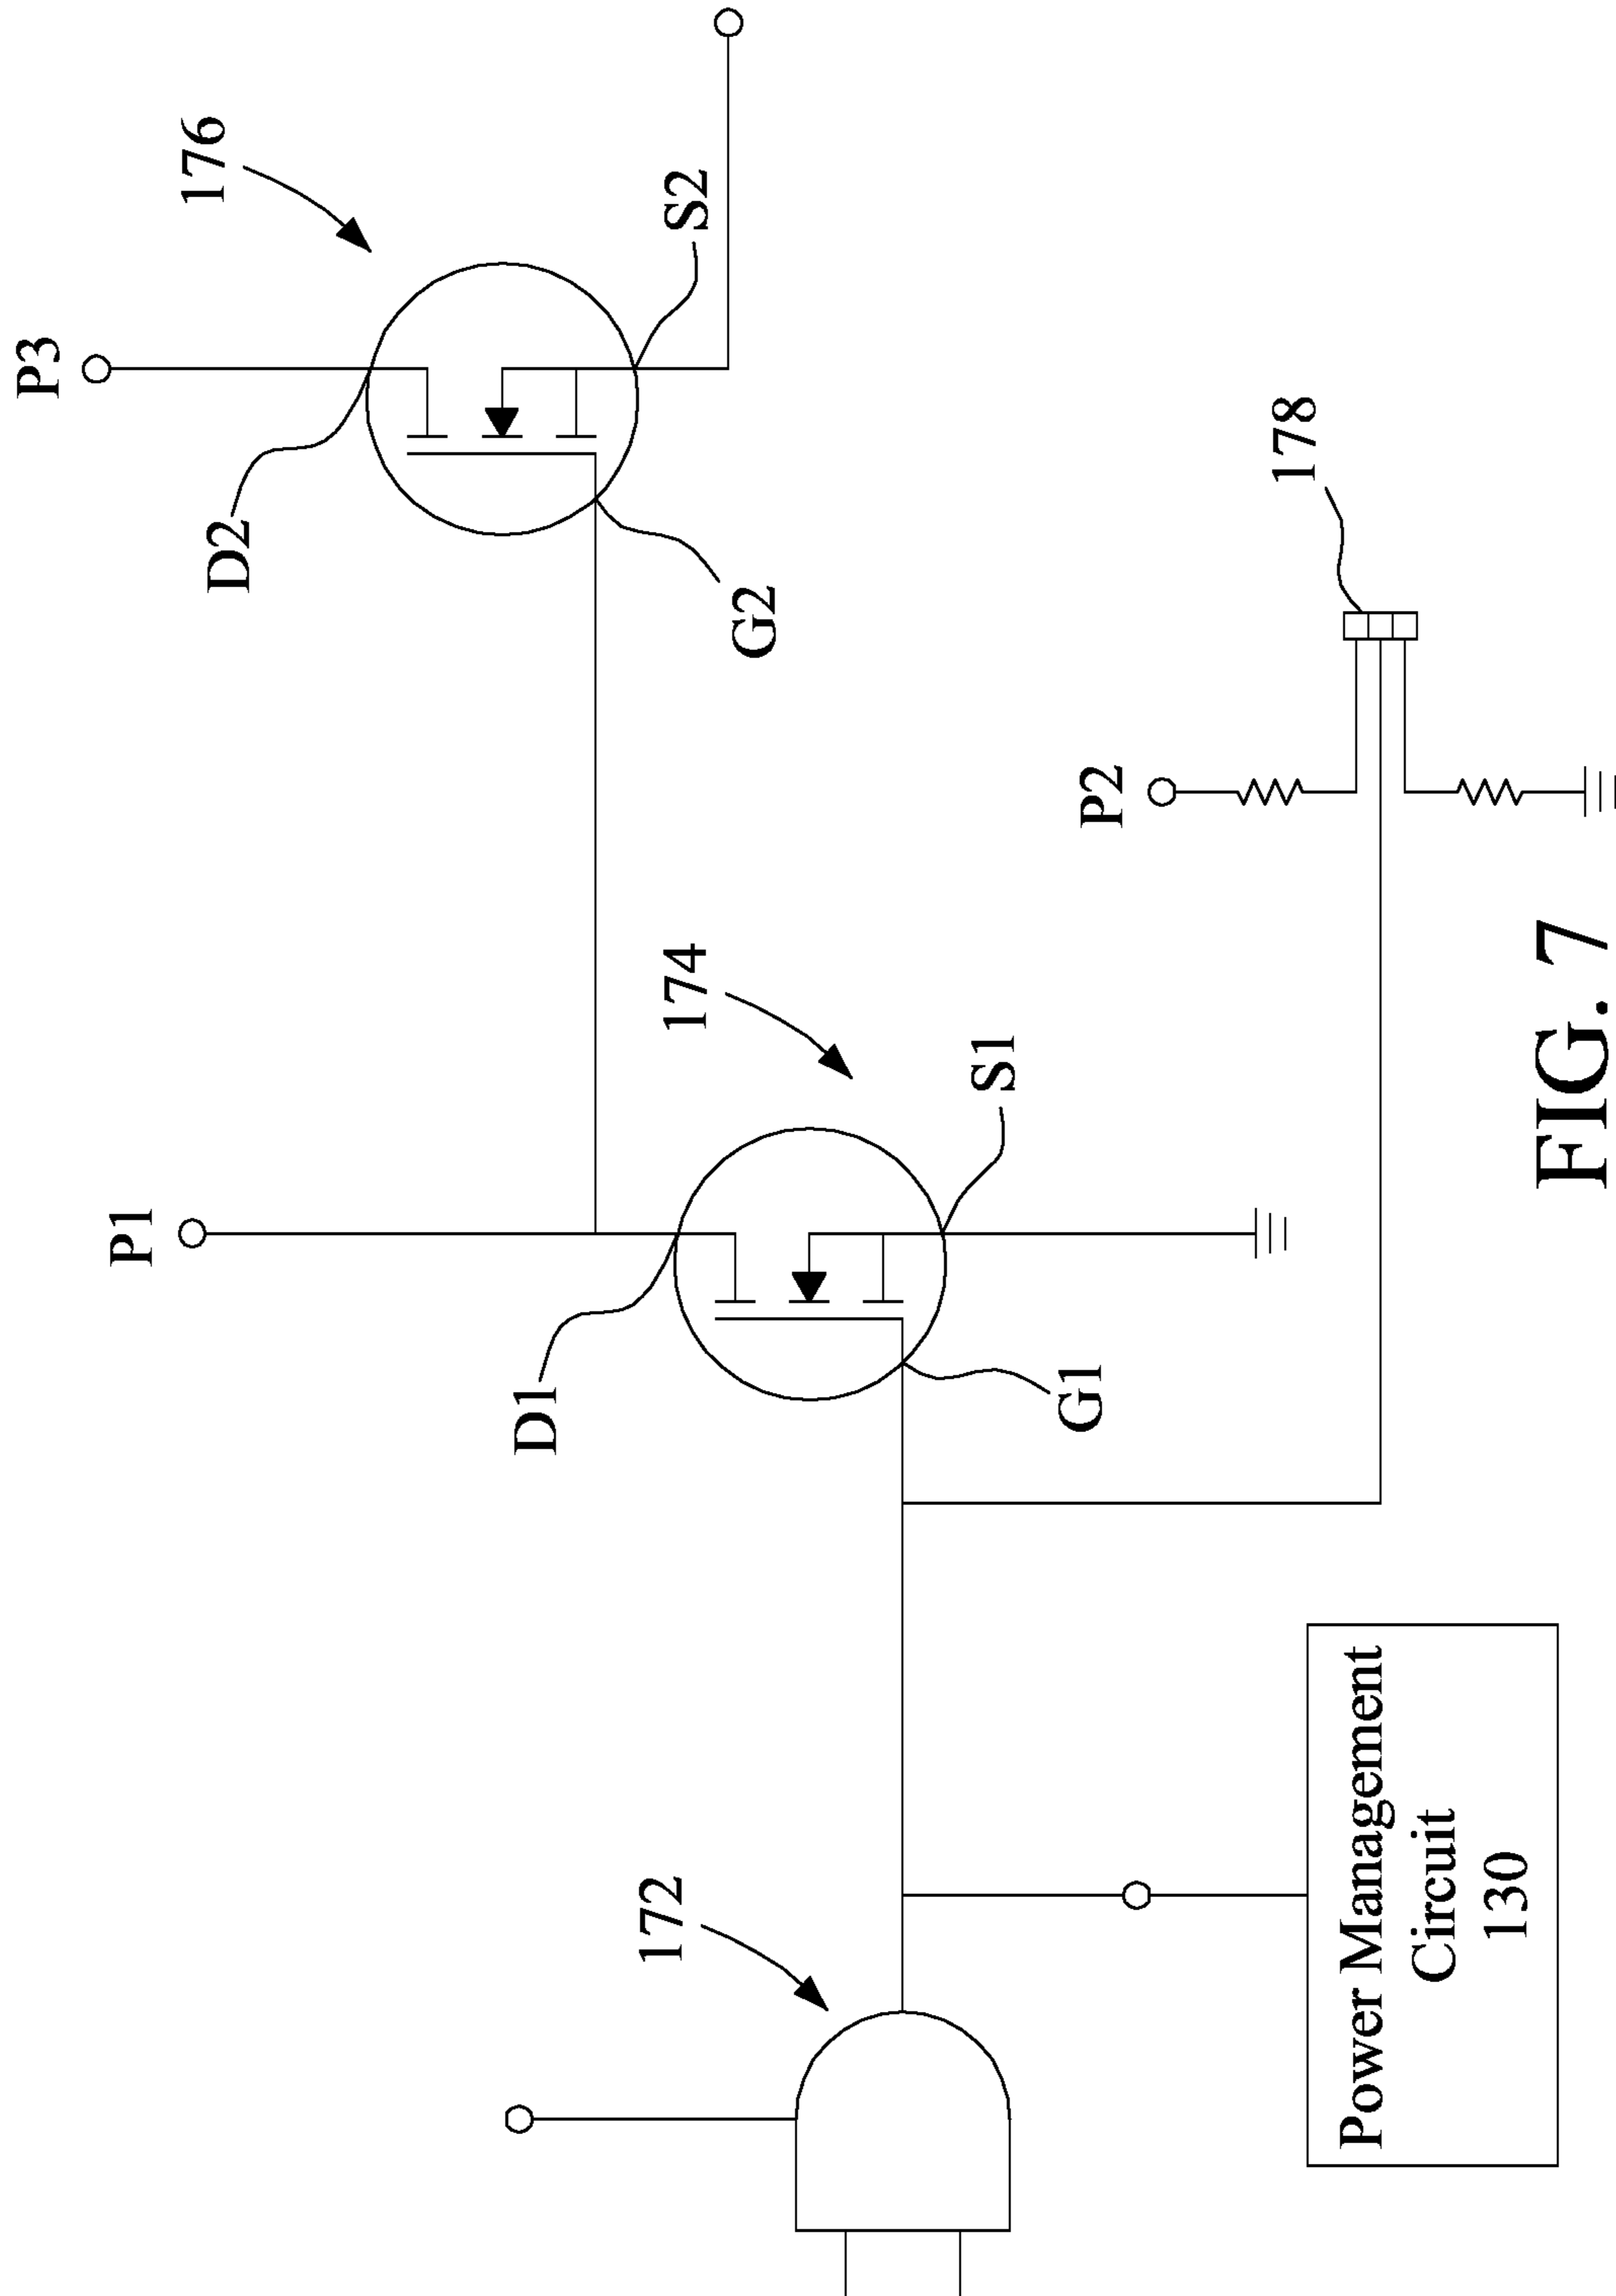 P3
176
P1
D2
S2
174
G2
D1
S1
P2
178
172
G1
Power Management
Circuit
130
FIG. 7